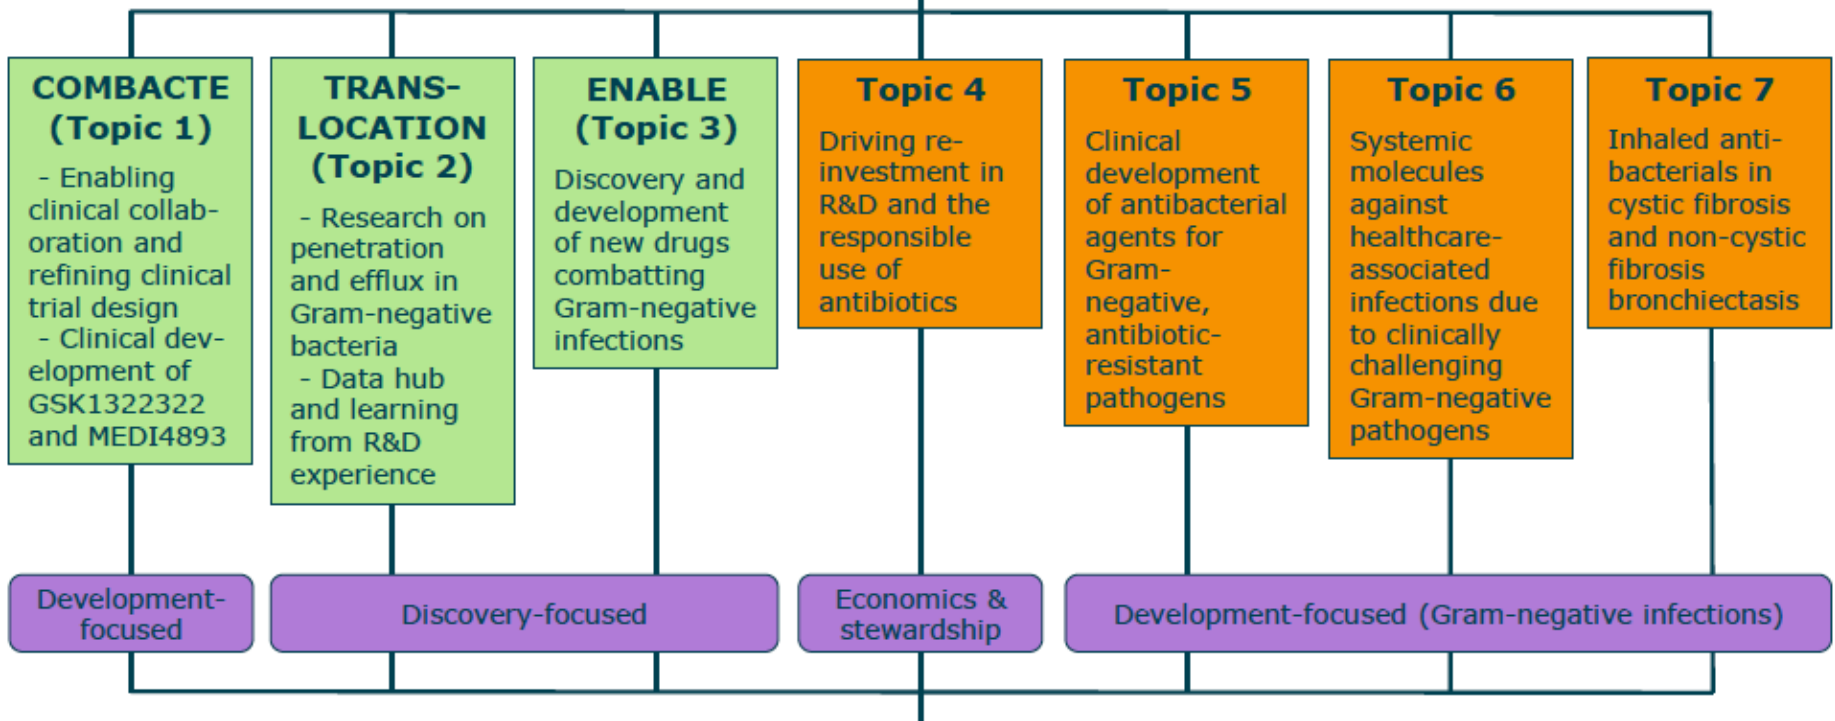 COMBACTE
(Topic 1)
- Enabling
clinical collab-
oration and
refining clinical
trial design
- Clinical dev-
elopment of
GSK1322322
and MEDI4893
TRANS-
LOCATION
(Topic 2)
- Research on
penetration
and efflux in
Gram-negative
bacteria
- Data hub
and learning
from R&D
experience
ENABLE
(Topic 3)
Discovery and
development
of new drugs
combatting
Gram-negative
infections
Topic 4
Driving re-
investment in
R&D and the
responsible
use of
antibiotics
Topic 5
Clinical
development
of antibacterial
agents for
Gram-
negative,
antibiotic-
resistant
pathogens
Topic 6
Systemic
molecules
against
healthcare-
associated
infections due
to clinically
challenging
Gram-negative
pathogens
Topic 7
Inhaled anti-
bacterials in
cystic fibrosis
and non-cystic
fibrosis
bronchiectasis
Development-
focused
Discovery-focused
Economics &
stewardship
Development-focused (Gram-negative infections)